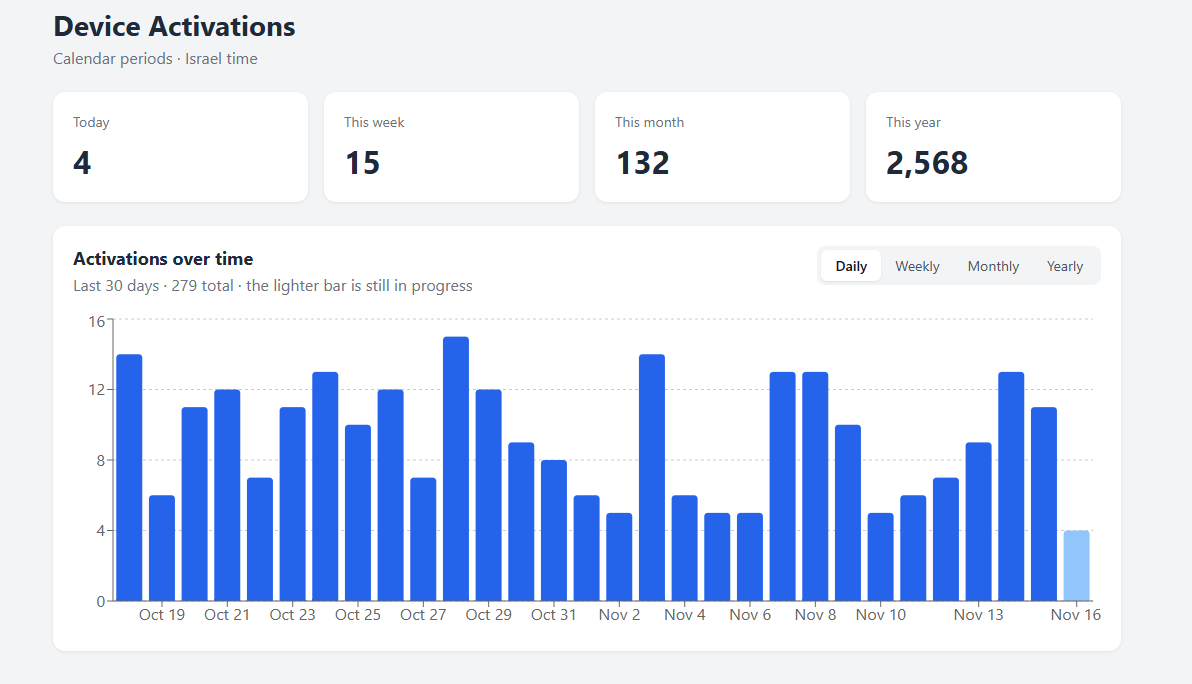 Device Activations
Calendar periods · Israel time
Today
This week
This month
This year
4
15
132
2,568
Activations over time
Last 30 days · 279 total · the lighter bar is still in progress
Daily Weekly Monthly Yearly
16
12
8
4
0
Oct 19 Oct 21 Oct 23 Oct 25 Oct 27 Oct 29 Oct 31 Nov 2 Nov 4 Nov 6 Nov 8 Nov 10 Nov 13 Nov 16